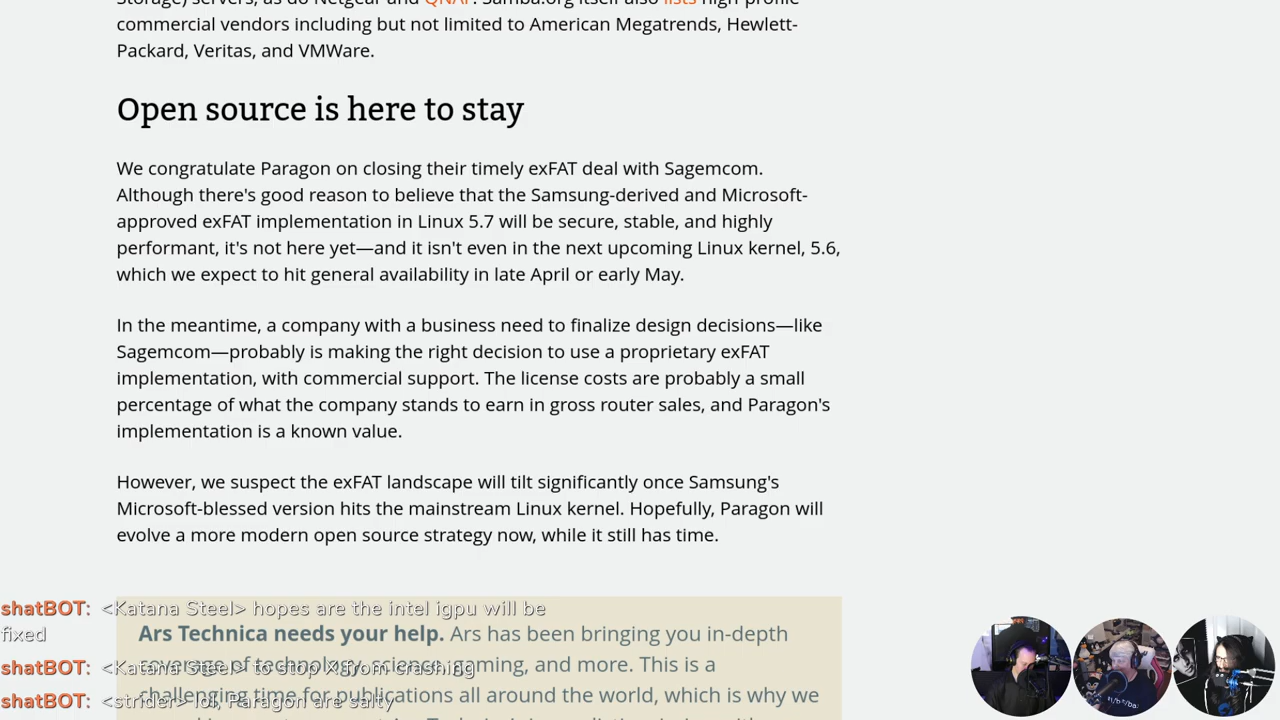 Storage) servers, as do Netgear and QNAP. Samba.org itself also lists high-profile
commercial vendors including but not limited to American Megatrends, Hewlett-
Packard, Veritas, and VMWare.
Open source is here to stay
We congratulate Paragon on closing their timely exFAT deal with Sagemcom.
Although there's good reason to believe that the Samsung-derived and Microsoft-
approved exFAT implementation in Linux 5.7 will be secure, stable, and highly
performant, it's not here yet—and it isn't even in the next upcoming Linux kernel, 5.6,
which we expect to hit general availability in late April or early May.
In the meantime, a company with a business need to finalize design decisions—like
Sagemcom—probably is making the right decision to use a proprietary exFAT
implementation, with commercial support. The license costs are probably a small
percentage of what the company stands to earn in gross router sales, and Paragon's
implementation is a known value.
However, we suspect the exFAT landscape will tilt significantly once Samsung's
Microsoft-blessed version hits the mainstream Linux kernel. Hopefully, Paragon will
evolve a more modern open source strategy now, while it still has time.
shatBOT: <Katana Steel> hopes are the intel igpu will be
fixed
Ars Technica needs your help. Ars has been bringing you in-depth
shatBOT: <Katana Steel> to stop X from crashing
gaming, and more. This is a
shatBOT: <strider> lol, Paragon are salty
challenging time for publications all around the world, which is why we